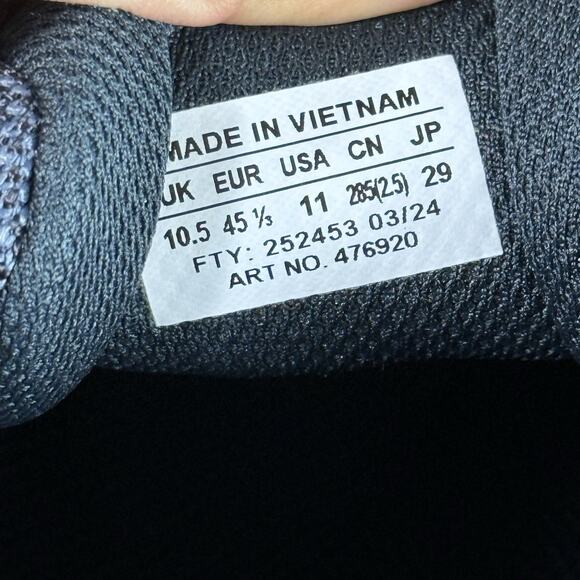 MADE IN VIETNAM
UK EUR USA CN JP
10.5 45 ⅓ 11 285(2.5) 29
FTY: 252453 03/24
ART NO. 476920